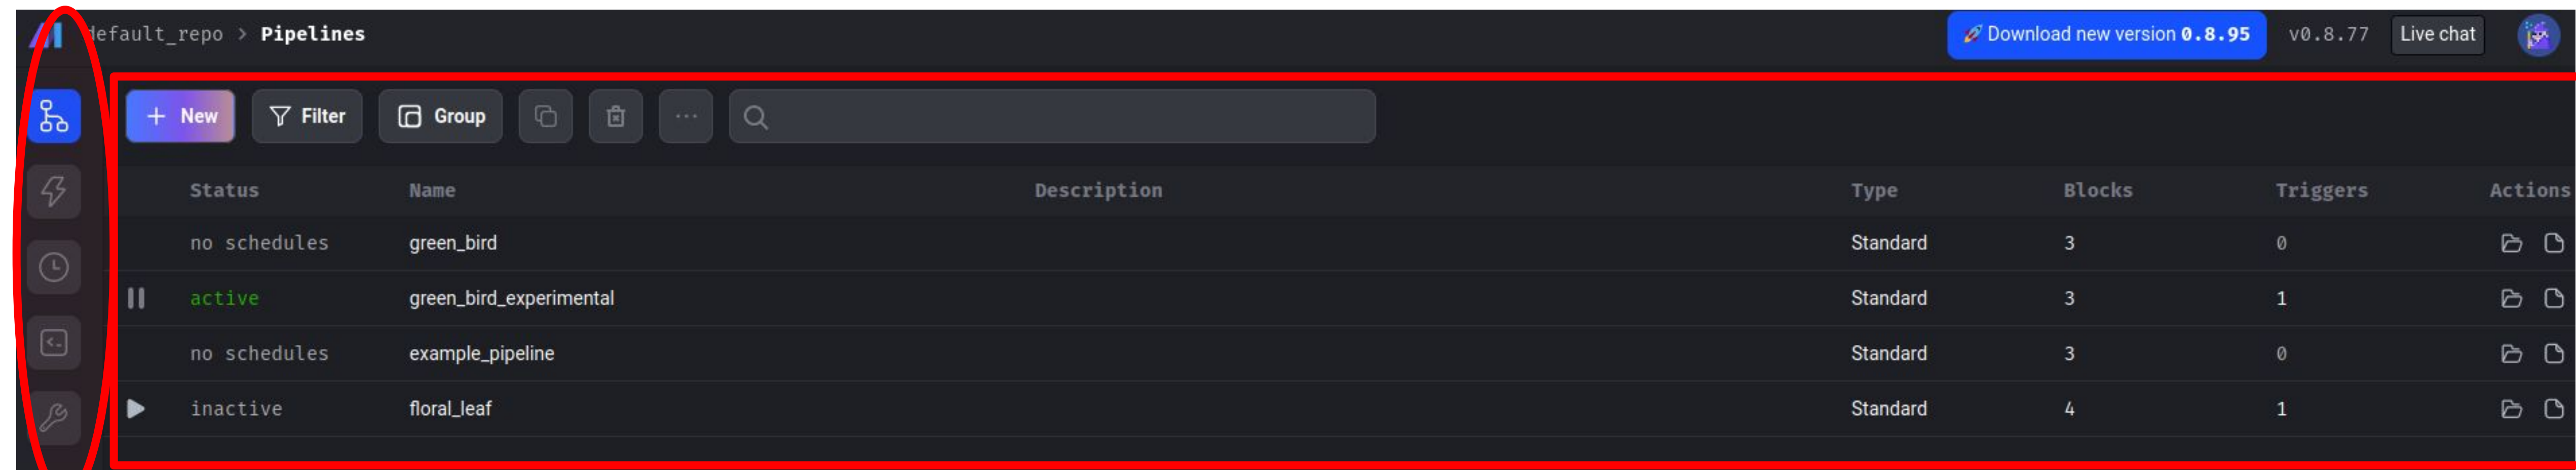 default_repo > Pipelines Download new version 0.8.95 v0.8.77 Live chat
+ New Filter Group ...
Status Name Description Type Blocks Triggers Actions
no schedules green_bird Standard 3 0
active green_bird_experimental Standard 3 1
no schedules example_pipeline Standard 3 0
inactive floral_leaf Standard 4 1